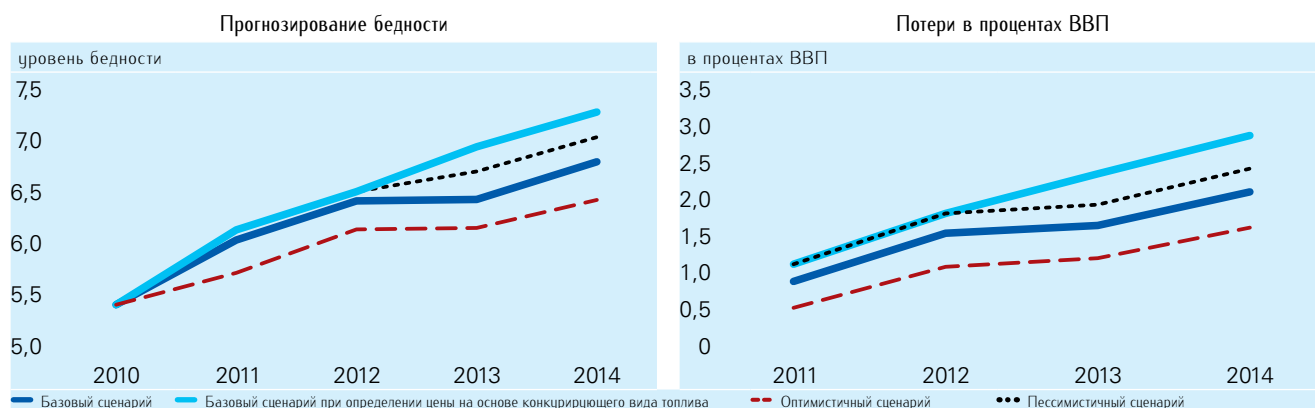 Прогнозирование бедности
уровень бедности
7,5
7,0
6,5
6,0
5,5
5,0
2010 2011 2012 2013 2014
Потери в процентах ВВП
в процентах ВВП
3,5
3,0
2,5
2,0
1,5
1,0
0,5
0
2011 2012 2013 2014
Базовый сценарий Базовый сценарий при определении цены на основе конкурирующего вида топлива Оптимистичный сценарий Пессимистичный сценарий